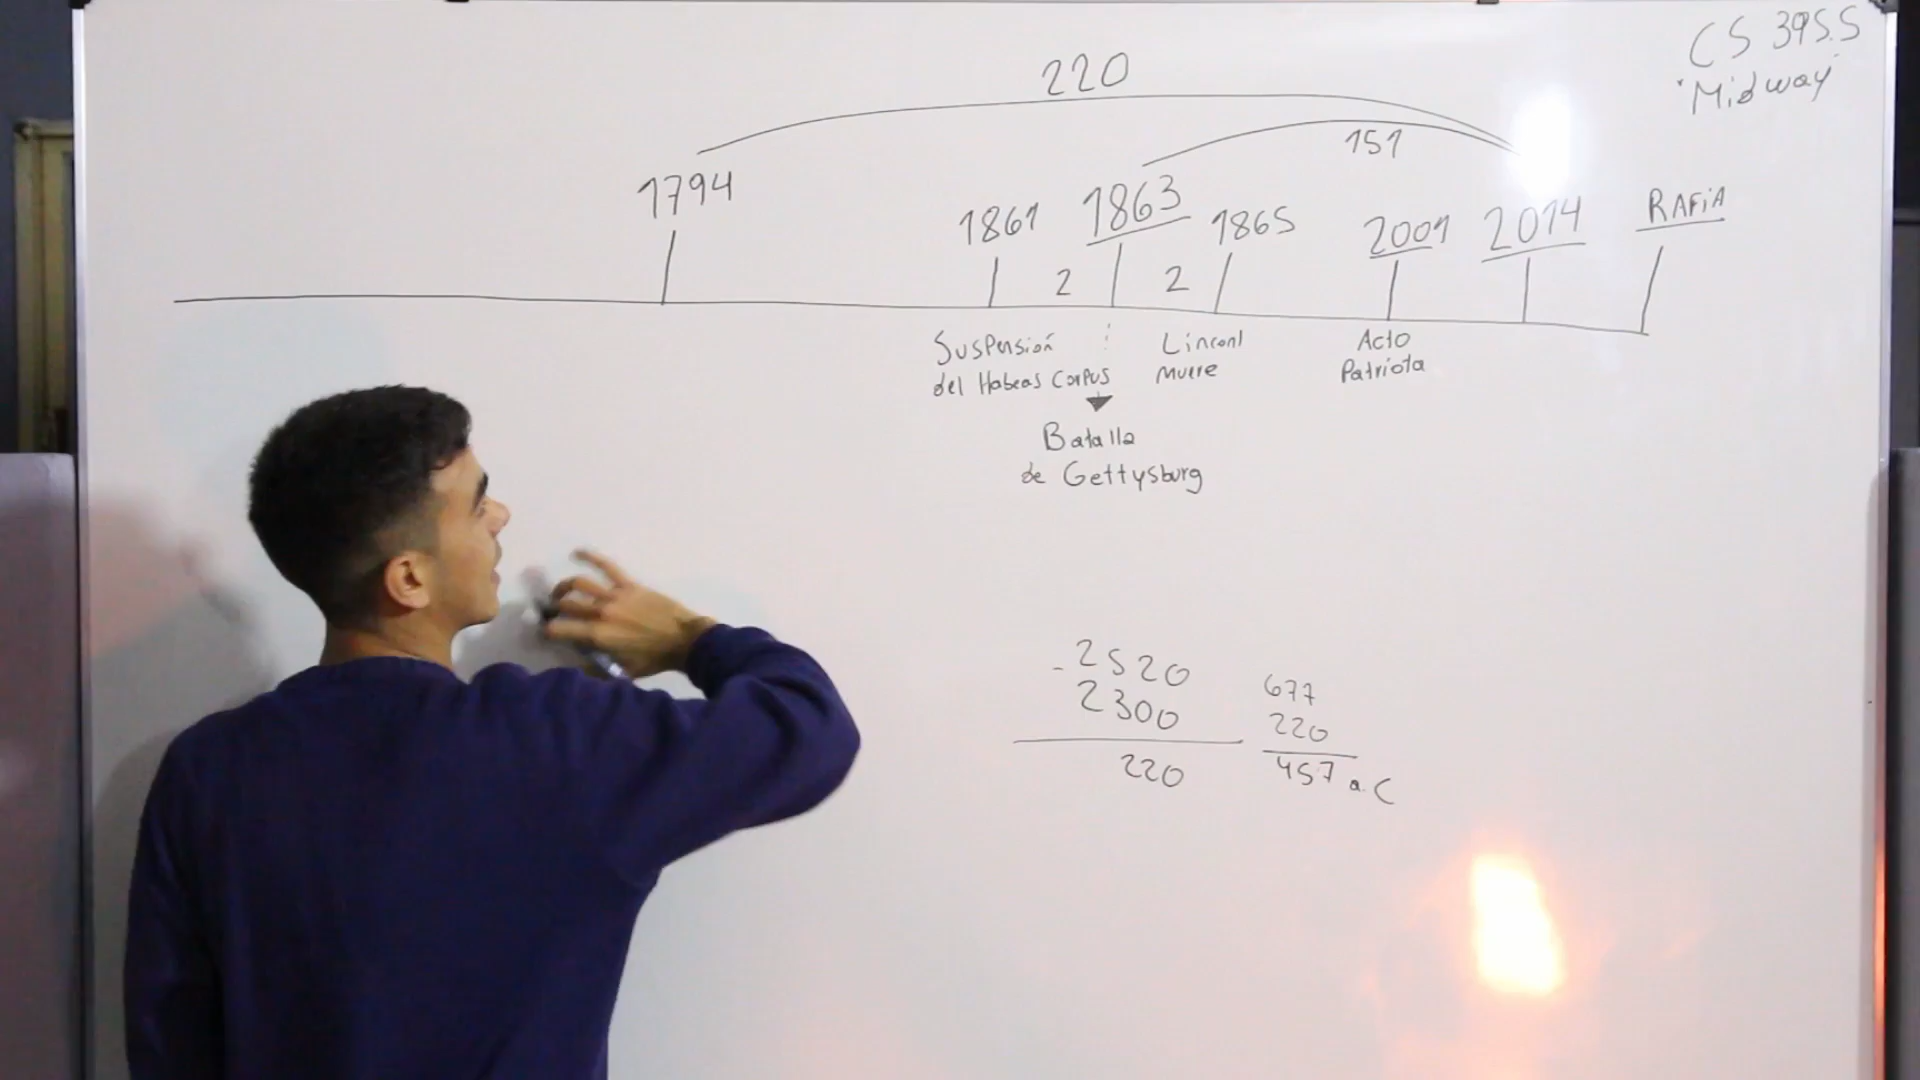 CS 395.5
"Midway"
220
151
1794
1861
1863
1865
2001
2014
RAFiA
2
2
Suspensión
del Habeas Corpus
Linconl
muere
Acto
Patriota
Batalla
de Gettysburg
- 2520
2300
220
677
220
457 a.C